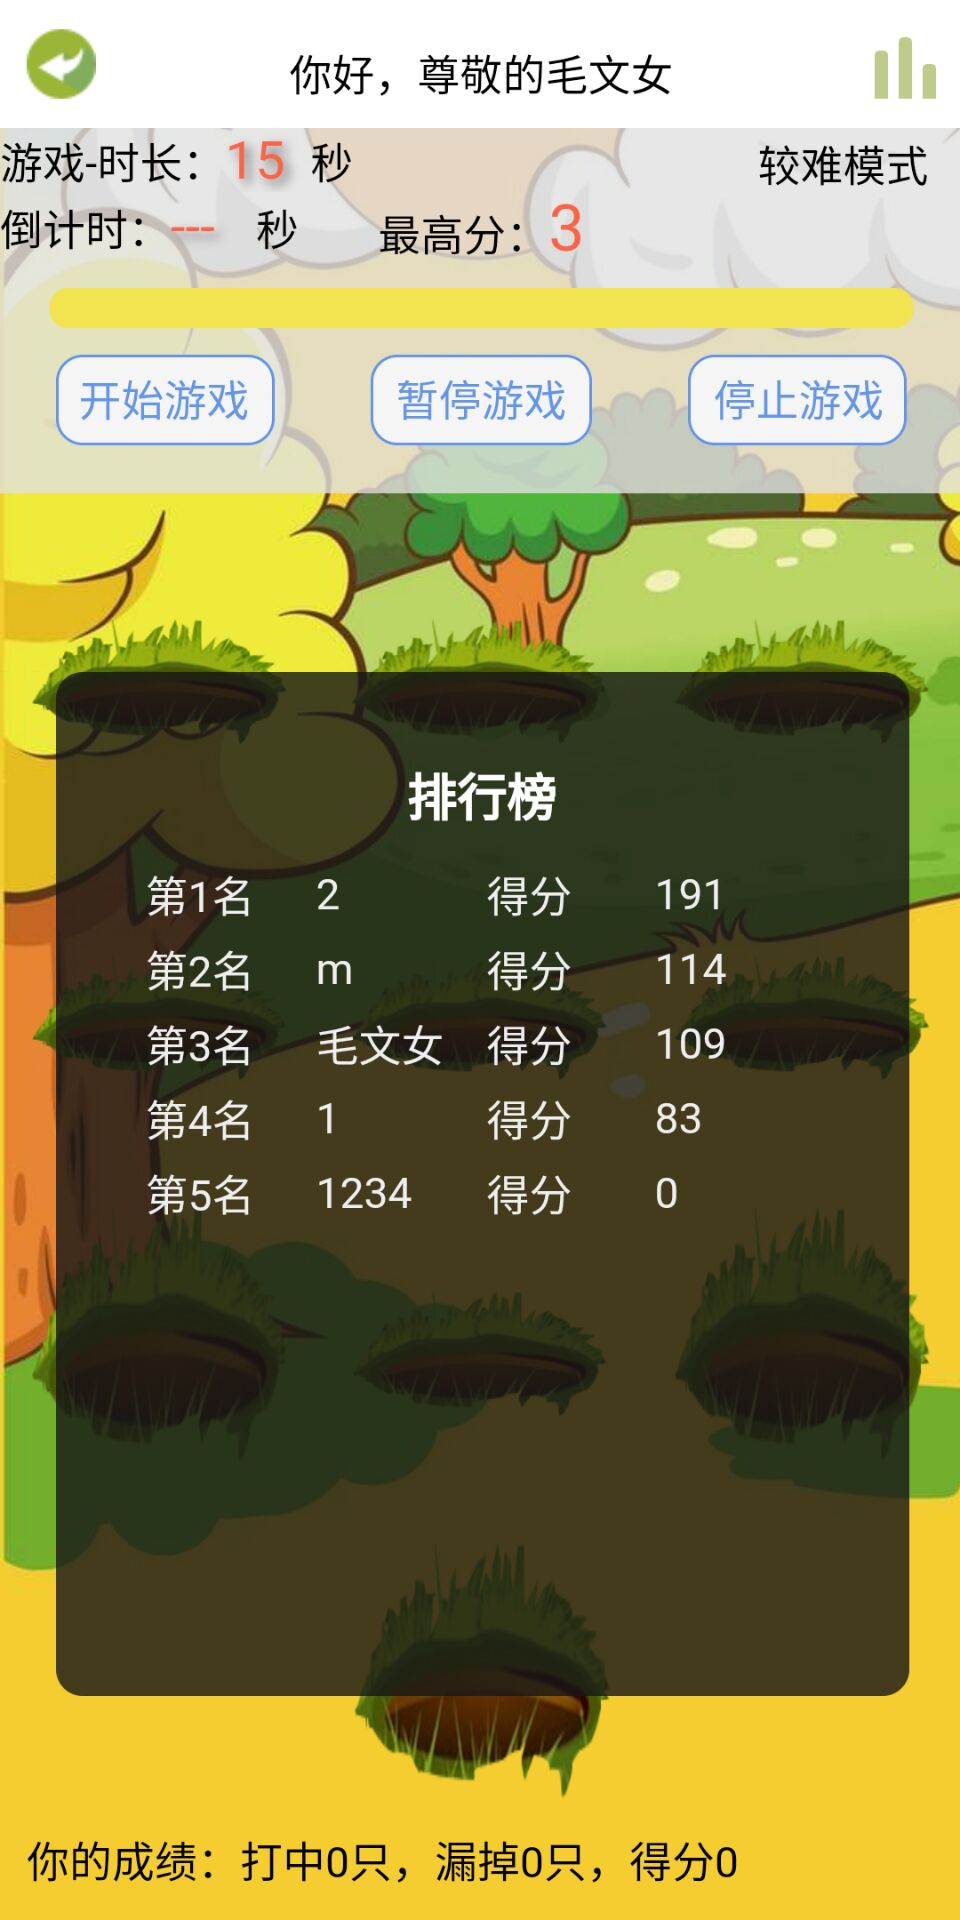 你好，尊敬的毛文女
游戏-时长：15 秒 较难模式
倒计时：--- 秒 最高分：3
开始游戏 暂停游戏 停止游戏
排行榜
第1名 2 得分 191
第2名 m 得分 114
第3名 毛文女 得分 109
第4名 1 得分 83
第5名 1234 得分 0
你的成绩：打中0只，漏掉0只，得分0